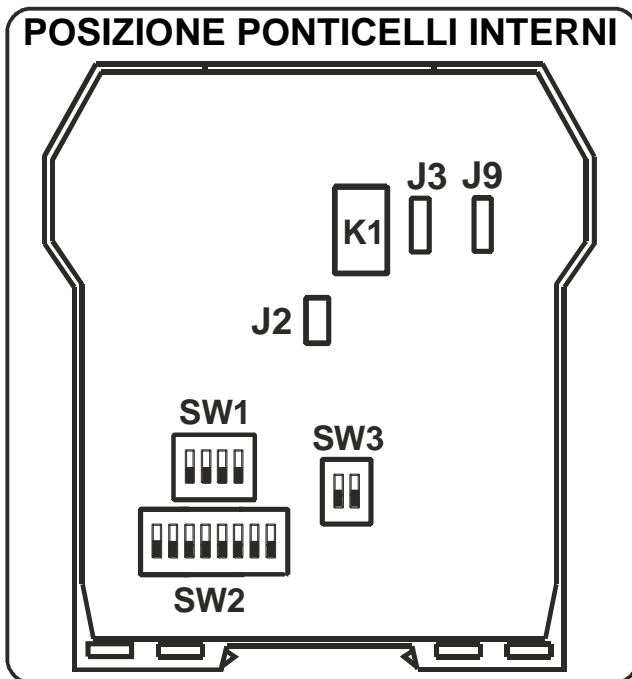 POSIZIONE PONTICELLI INTERNI
J3 J9
K1
J2
SW1
SW3
SW2